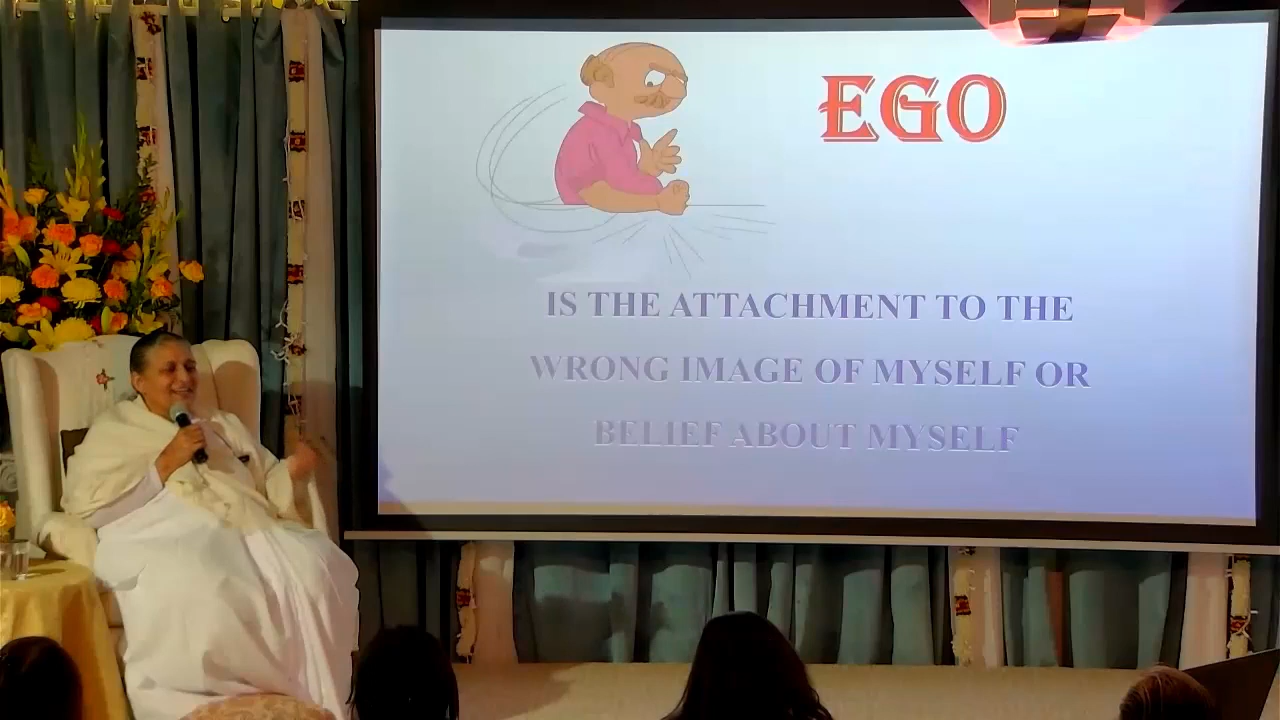 EGO
IS THE ATTACHMENT TO THE
WRONG IMAGE OF MYSELF OR
BELIEF ABOUT MYSELF